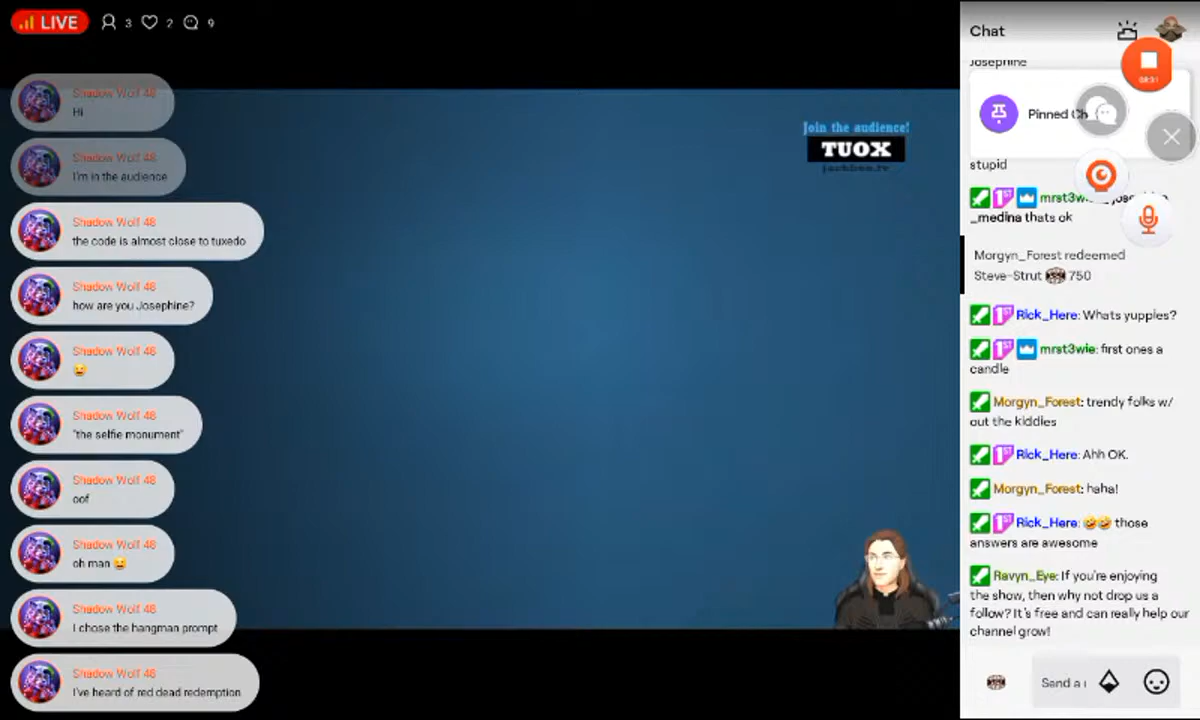 LIVE 3 2 9
Shadow Wolf 48
Hi
Shadow Wolf 48
I'm in the audience
Shadow Wolf 48
the code is almost close to tuxedo
Shadow Wolf 48
how are you Josephine?
Shadow Wolf 48
😆
Shadow Wolf 48
"the selfie monument"
Shadow Wolf 48
oof
Shadow Wolf 48
oh man 😆
Shadow Wolf 48
I chose the hangman prompt
Shadow Wolf 48
I've heard of red dead redemption
Join the audience!
TUOX
jackbox.tv
Chat
Josephine
Pinned Ch
stupid
mrst3w
_medina thats ok
Morgyn_Forest redeemed
Steve-Strut 750
Rick_Here: Whats yuppies?
mrst3wie: first ones a
candle
Morgyn_Forest: trendy folks w/
out the kiddies
Rick_Here: Ahh OK.
Morgyn_Forest: haha!
Rick_Here: 🤣🤣 those
answers are awesome
Ravyn_Eye: If you're enjoying
the show, then why not drop us a
follow? It's free and can really help our
channel grow!
Send a